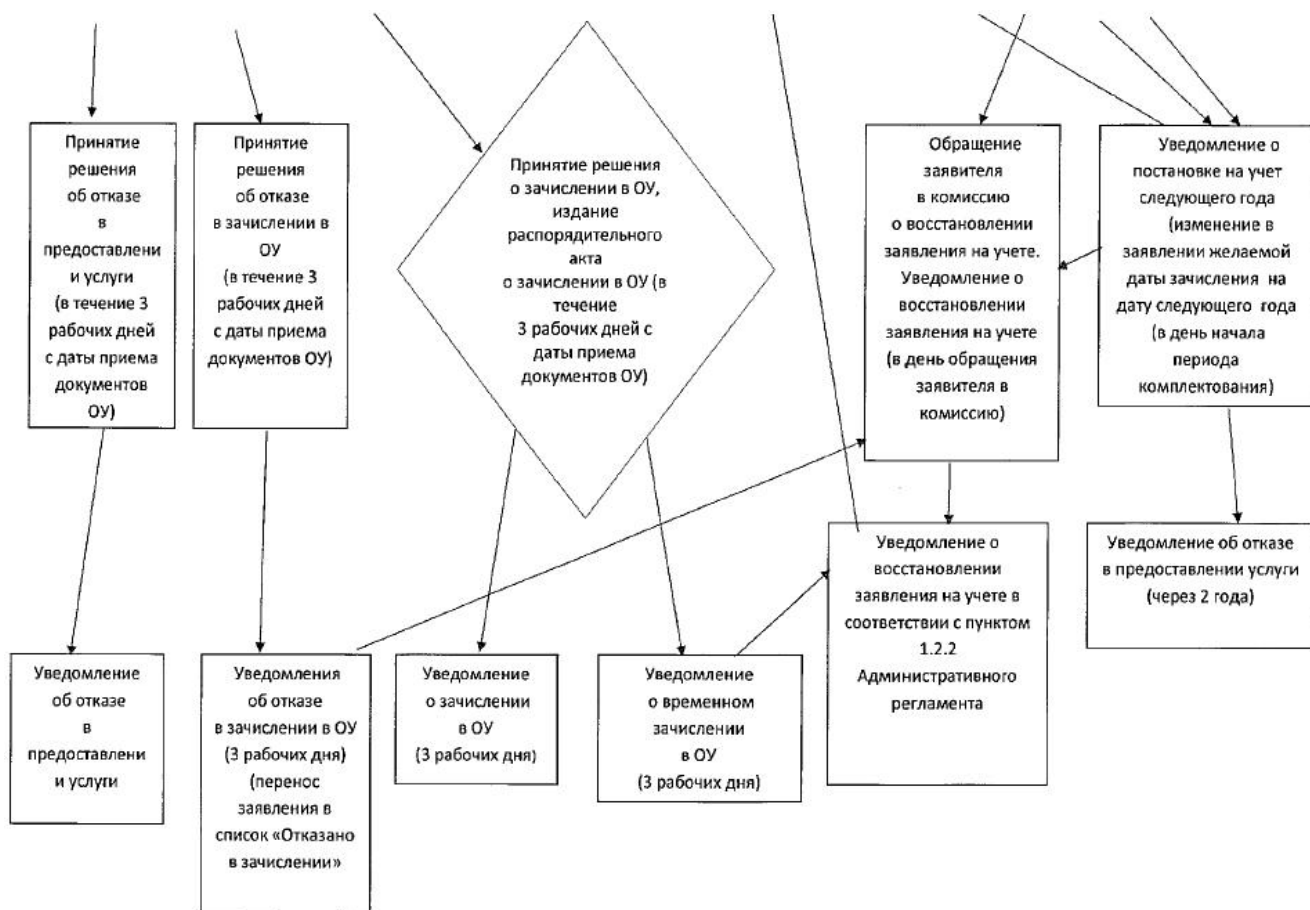 Принятие
решения
об отказе
в
предоставлени
и услуги
(в течение 3
рабочих дней
с даты приема
документов
ОУ)
Принятие
решения
об отказе
в зачислении в
ОУ
(в течение 3
рабочих дней
с даты приема
документов ОУ)
Принятие решения
о зачислении в ОУ,
издание
распорядительного
акта
о зачислении в ОУ (в
течение
3 рабочих дней с
даты приема
документов ОУ)
Обращение
заявителя
в комиссию
о восстановлении
заявления на учете.
Уведомление о
восстановлении
заявления на учете
(в день обращения
заявителя в
комиссию)
Уведомление о
постановке на учет
следующего года
(изменение в
заявлении желаемой
даты зачисления на
дату следующего года
(в день начала
периода
комплектования)
Уведомление
об отказе
в
предоставлени
и услуги
Уведомления
об отказе
в зачислении в ОУ
(3 рабочих дня)
(перенос
заявления в
список «Отказано
в зачислении»
Уведомление
о зачислении
в ОУ
(3 рабочих дня)
Уведомление
о временном
зачислении
в ОУ
(3 рабочих дня)
Уведомление о
восстановлении
заявления на учете в
соответствии с пунктом
1.2.2
Административного
регламента
Уведомление об отказе
в предоставлении услуги
(через 2 года)